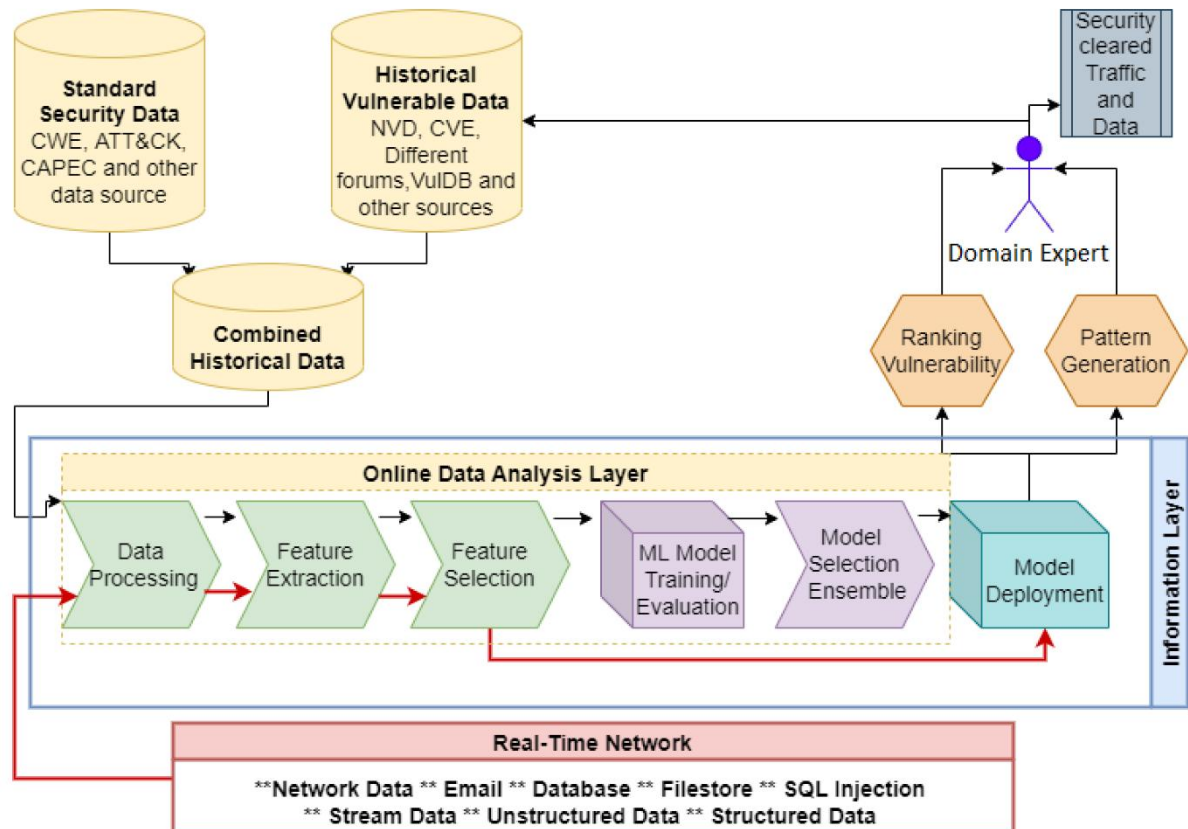 Standard
Security Data
CWE, ATT&CK,
CAPEC and other
data source
Historical
Vulnerable Data
NVD, CVE,
Different
forums,VulDB and
other sources
Security
cleared
Traffic
and
Data
Domain Expert
Combined
Historical Data
Ranking
Vulnerability
Pattern
Generation
Online Data Analysis Layer
Data
Processing
Feature
Extraction
Feature
Selection
ML Model
Training/
Evaluation
Model
Selection
Ensemble
Model
Deployment
Information Layer
Real-Time Network
**Network Data ** Email ** Database ** Filestore ** SQL Injection
** Stream Data ** Unstructured Data ** Structured Data